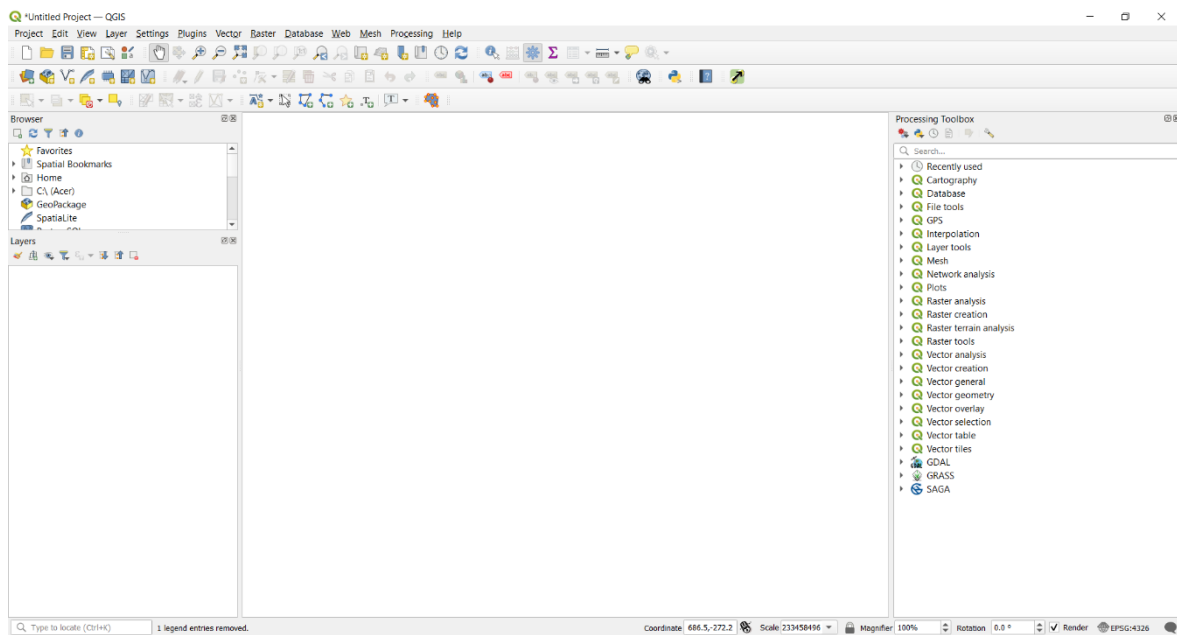 *Untitled Project — QGIS
Project Edit View Layer Settings Plugins Vector Raster Database Web Mesh Processing Help
Browser
Favorites
Spatial Bookmarks
Home
C:\ (Acer)
GeoPackage
SpatiaLite
Layers
Processing Toolbox
Search...
Recently used
Cartography
Database
File tools
GPS
Interpolation
Layer tools
Mesh
Network analysis
Plots
Raster analysis
Raster creation
Raster terrain analysis
Raster tools
Vector analysis
Vector creation
Vector general
Vector geometry
Vector overlay
Vector selection
Vector table
Vector tiles
GDAL
GRASS
SAGA
Type to locate (Ctrl+K) 1 legend entries removed. Coordinate 686.5,-272.2 Scale 233458496 Magnifier 100% Rotation 0.0 ° Render EPSG:4326